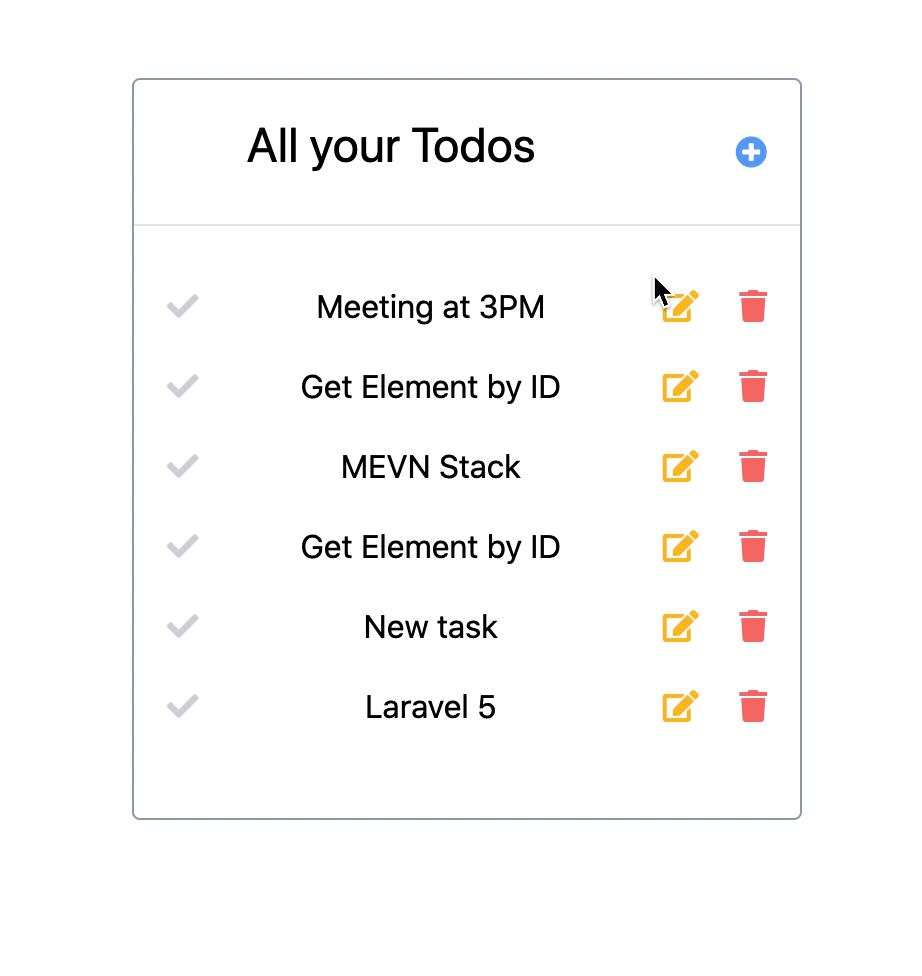 All your Todos
Meeting at 3PM
Get Element by ID
MEVN Stack
Get Element by ID
New task
Laravel 5